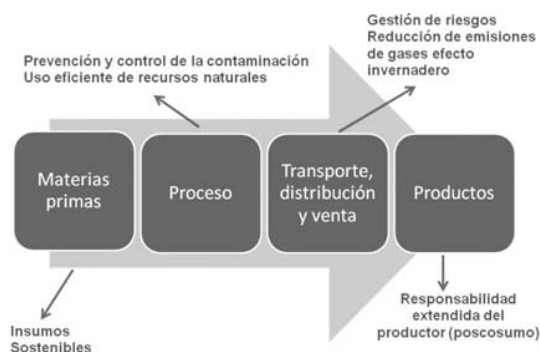 Gestión de riesgos
Reducción de emisiones
de gases efecto
invernadero
Prevención y control de la contaminación
Uso eficiente de recursos naturales
Materias
primas
Proceso
Transporte,
distribución
y venta
Productos
Insumos
Sostenibles
Responsabilidad
extendida del
productor (poscosumo)